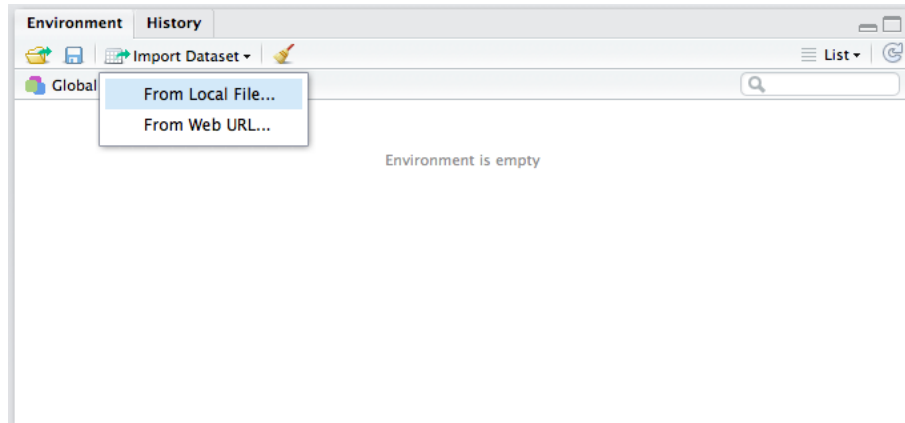 Environment History
Import Dataset List
Global
From Local File...
From Web URL...
Environment is empty